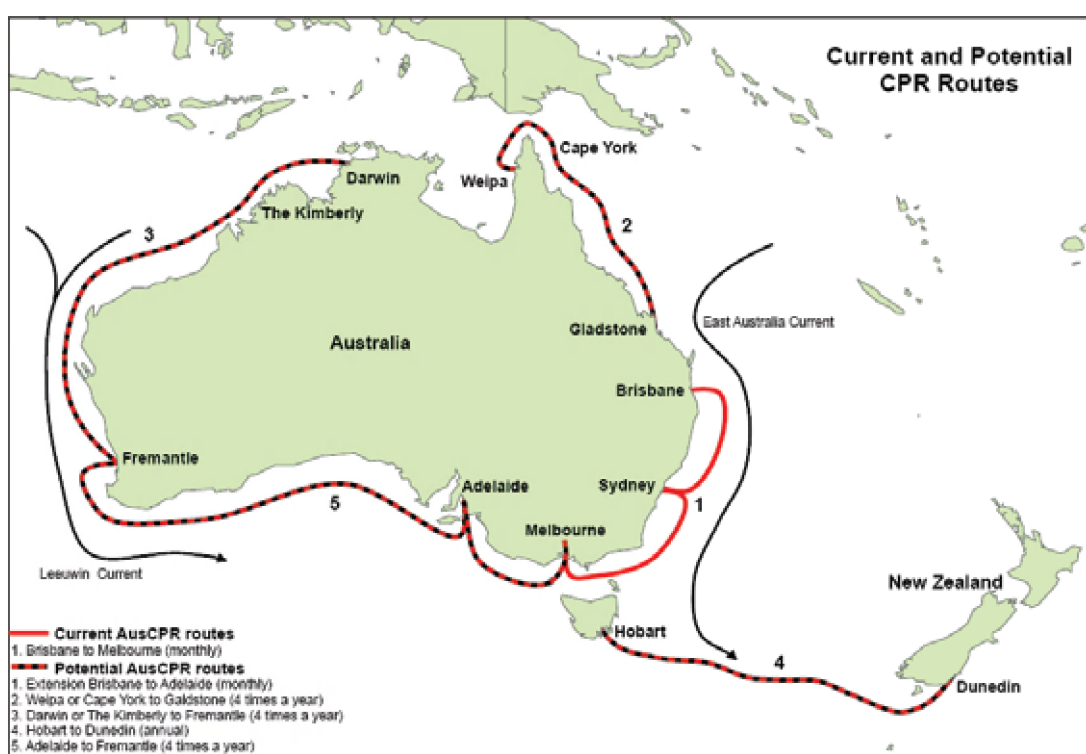 Current and Potential
CPR Routes
Cape York
Weipa
Darwin
The Kimberly
3
2
East Australia Current
Gladstone
Australia
Brisbane
Fremantle
Adelaide
Sydney
5
1
Melbourne
Leeuwin Current
New Zealand
Hobart
4
Dunedin
Current AusCPR routes
1. Brisbane to Melbourne (monthly)
Potential AusCPR routes
1. Extension Brisbane to Adelaide (monthly)
2. Weipa or Cape York to Galdstone (4 times a year)
3. Darwin or The Kimberly to Fremantle (4 times a year)
4. Hobart to Dunedin (annual)
5. Adelaide to Fremantle (4 times a year)